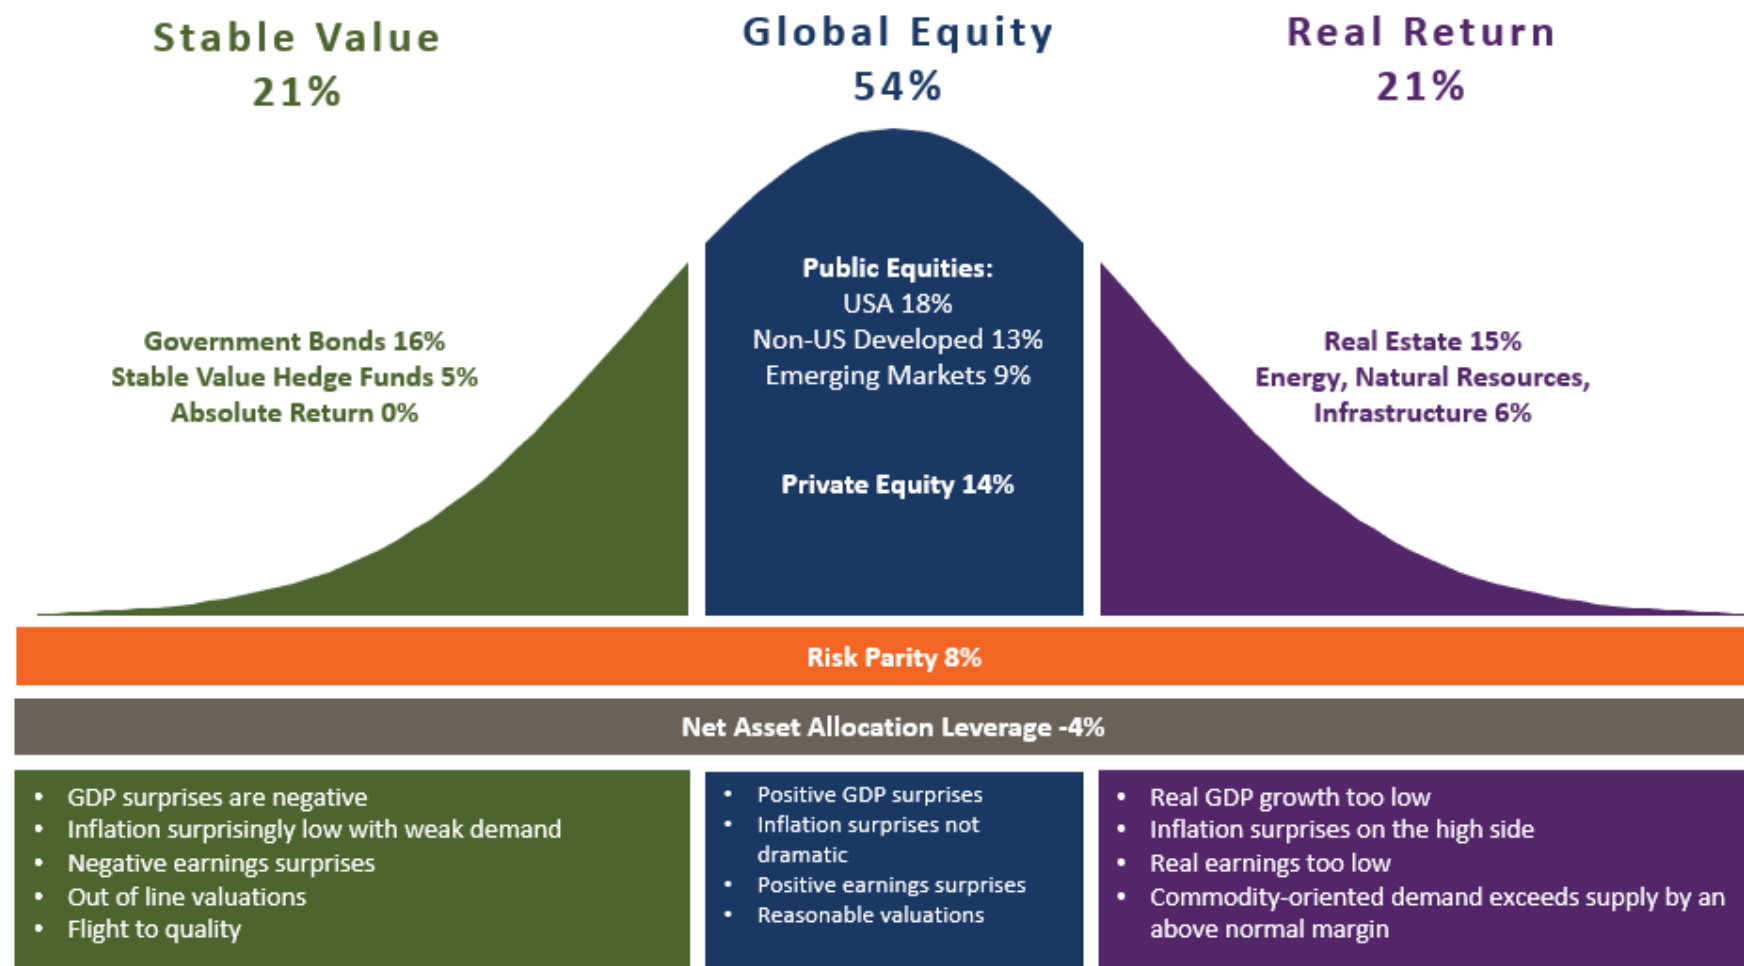 Stable Value
21%
Global Equity
54%
Real Return
21%
Government Bonds 16%
Stable Value Hedge Funds 5%
Absolute Return 0%
Public Equities:
USA 18%
Non-US Developed 13%
Emerging Markets 9%
Private Equity 14%
Real Estate 15%
Energy, Natural Resources,
Infrastructure 6%
Risk Parity 8%
Net Asset Allocation Leverage -4%
• GDP surprises are negative
• Inflation surprisingly low with weak demand
• Negative earnings surprises
• Out of line valuations
• Flight to quality
• Positive GDP surprises
• Inflation surprises not
dramatic
• Positive earnings surprises
• Reasonable valuations
• Real GDP growth too low
• Inflation surprises on the high side
• Real earnings too low
• Commodity-oriented demand exceeds supply by an
above normal margin